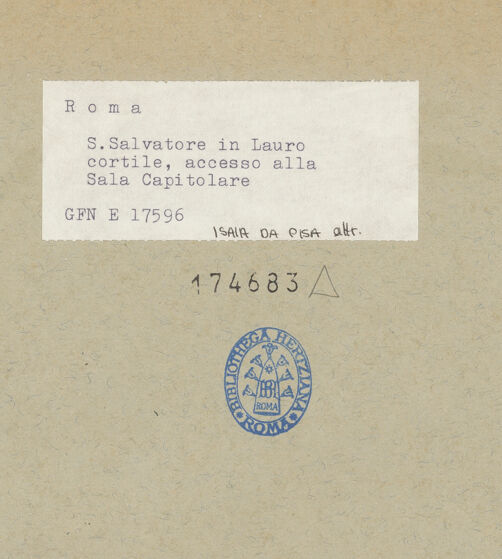 Roma
S.Salvatore in Lauro
cortile, accesso alla
Sala Capitolare
GFN E 17596
ISAIA DA PISA attr.
174683
·BIBLIOTHECA HERTZIANA·
ROMA
ROMA